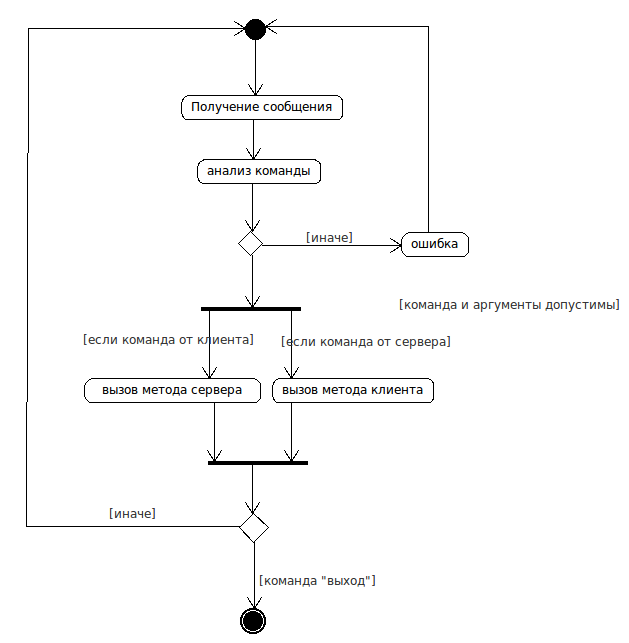 Получение сообщения
анализ команды
[иначе]
ошибка
[команда и аргументы допустимы]
[если команда от клиента]
[если команда от сервера]
вызов метода сервера
вызов метода клиента
[иначе]
[команда "выход"]